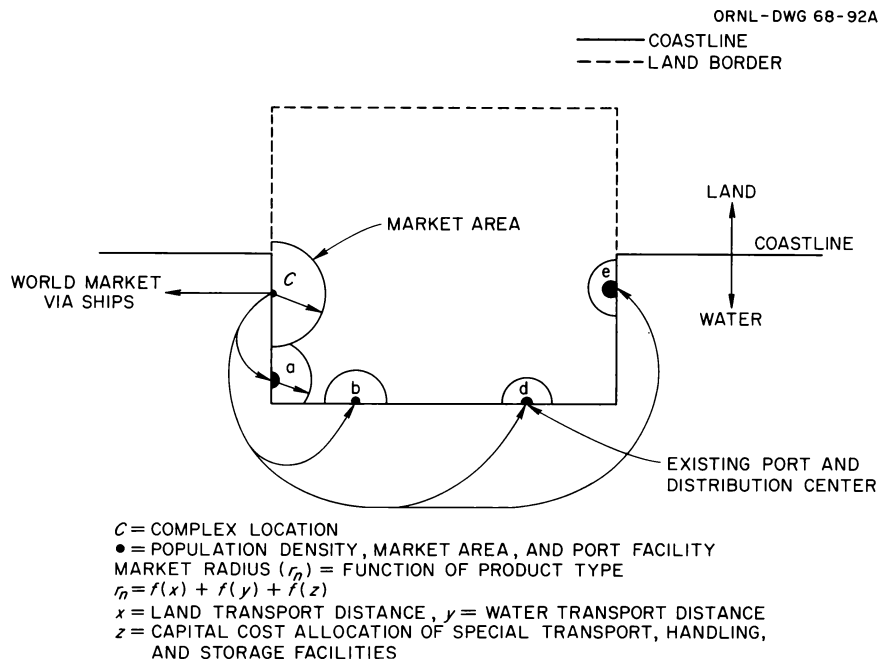 ORNL-DWG 68-92A
COASTLINE
LAND BORDER
LAND
MARKET AREA
COASTLINE
C
e
WORLD MARKET
VIA SHIPS
WATER
a
b
d
EXISTING PORT AND
DISTRIBUTION CENTER
C = COMPLEX LOCATION
● = POPULATION DENSITY, MARKET AREA, AND PORT FACILITY
MARKET RADIUS (rₙ) = FUNCTION OF PRODUCT TYPE
rₙ = f(x) + f(y) + f(z)
x = LAND TRANSPORT DISTANCE, y = WATER TRANSPORT DISTANCE
z = CAPITAL COST ALLOCATION OF SPECIAL TRANSPORT, HANDLING,
AND STORAGE FACILITIES